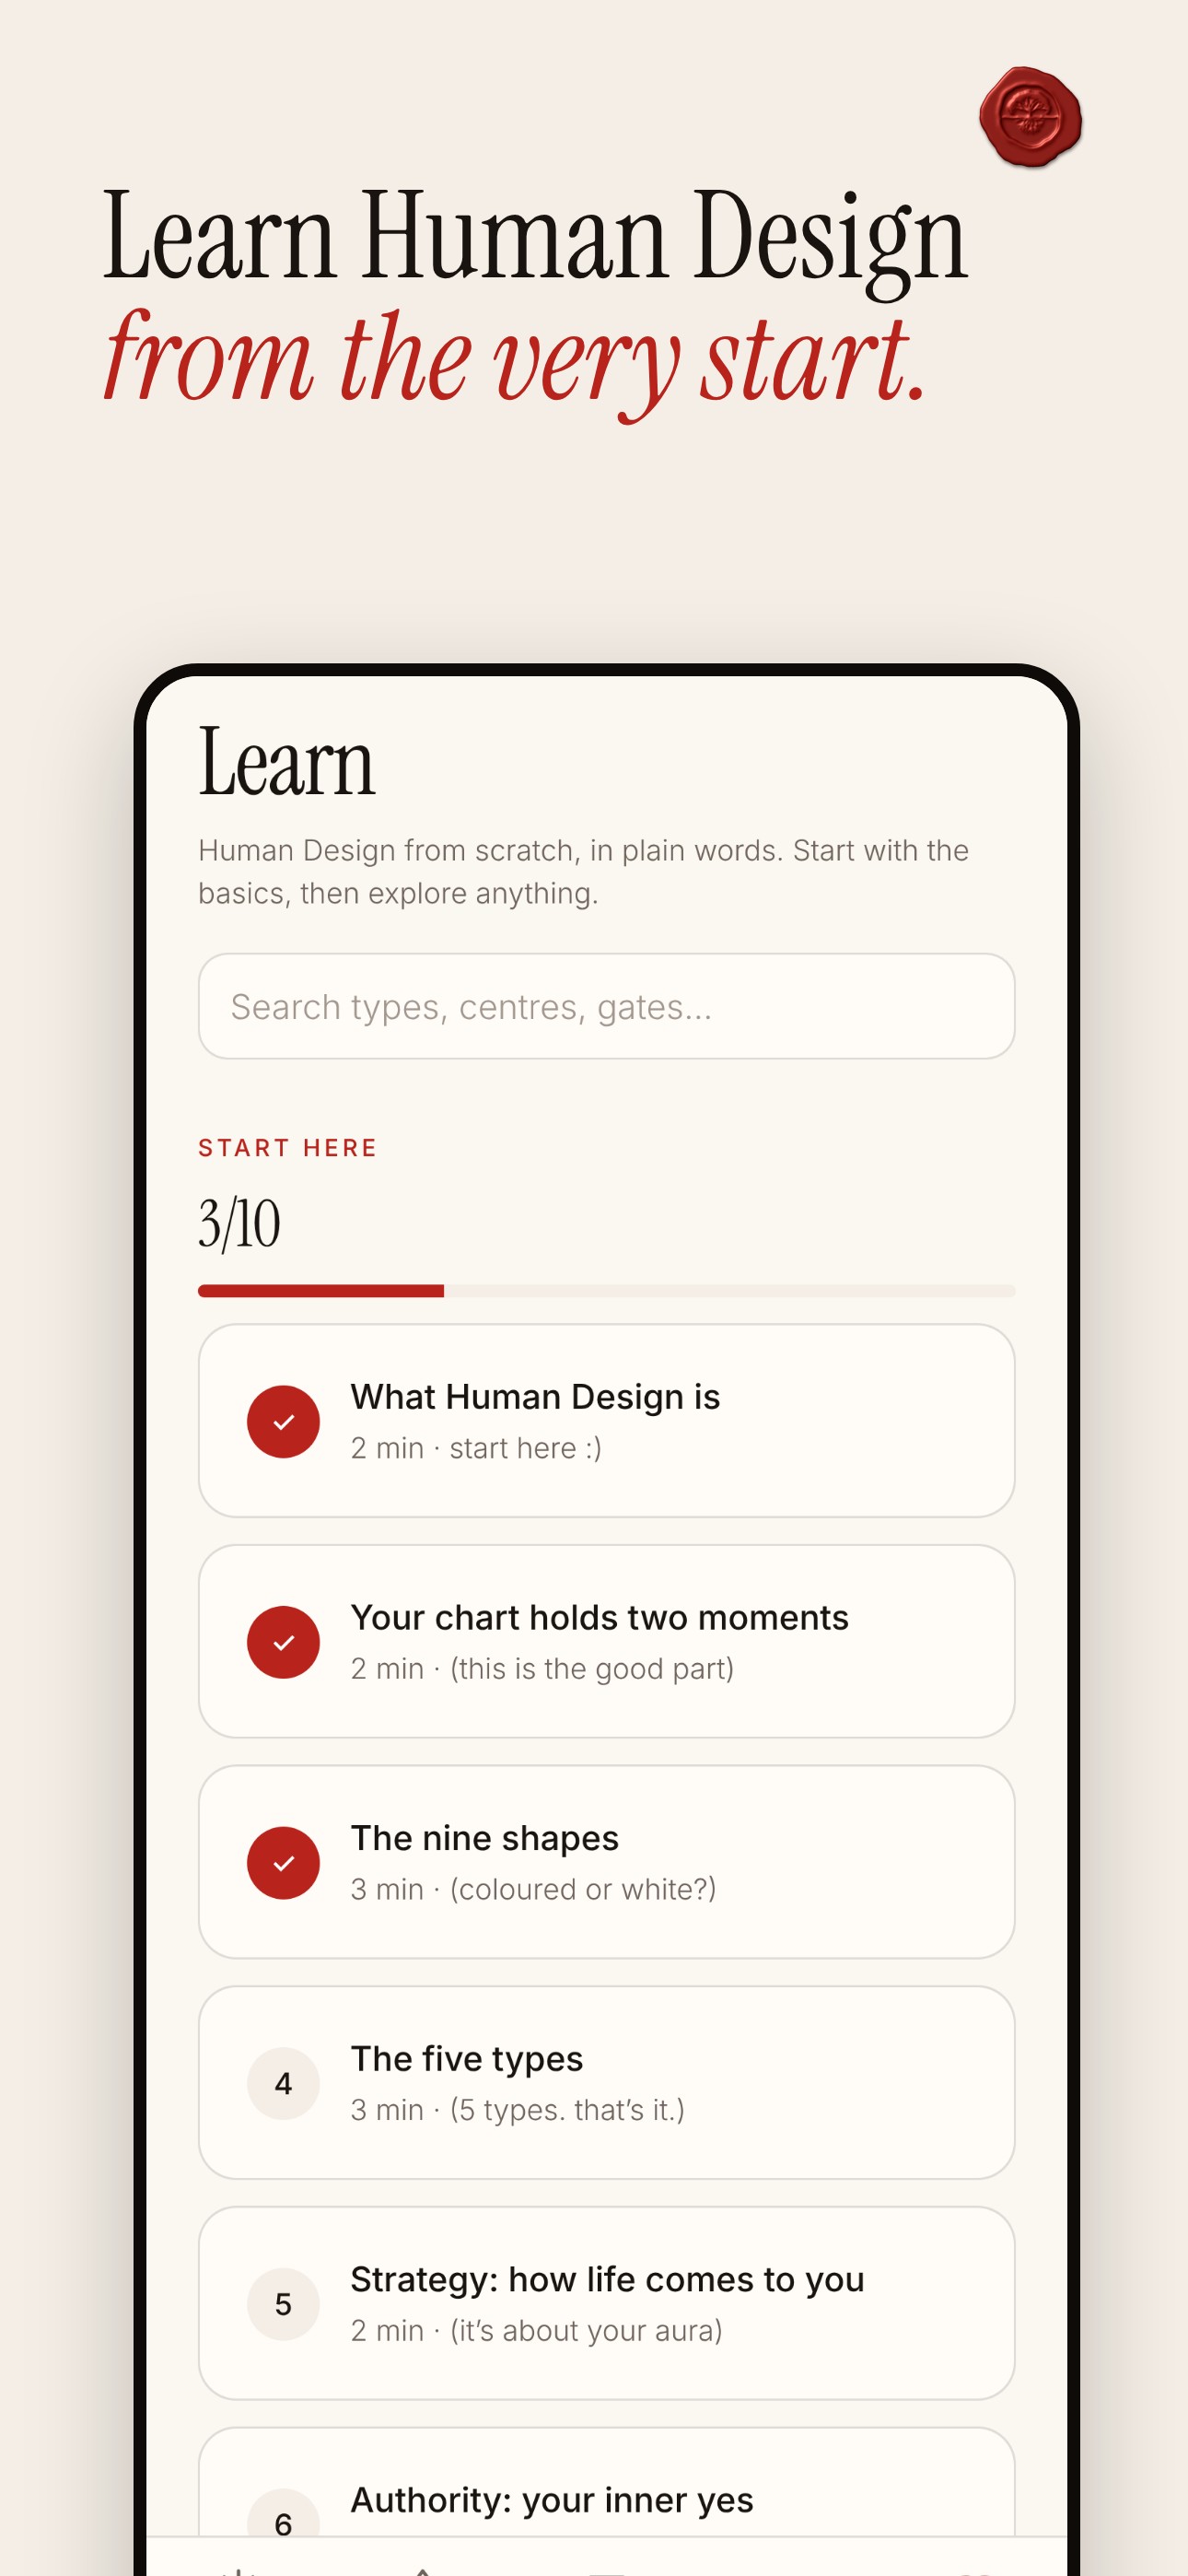 Learn Human Design
from the very start.
Learn
Human Design from scratch, in plain words. Start with the
basics, then explore anything.
Search types, centres, gates...
START HERE
3/10
What Human Design is
2 min · start here :)
Your chart holds two moments
2 min · (this is the good part)
The nine shapes
3 min · (coloured or white?)
4
The five types
3 min · (5 types. that’s it.)
5
Strategy: how life comes to you
2 min · (it’s about your aura)
6
Authority: your inner yes